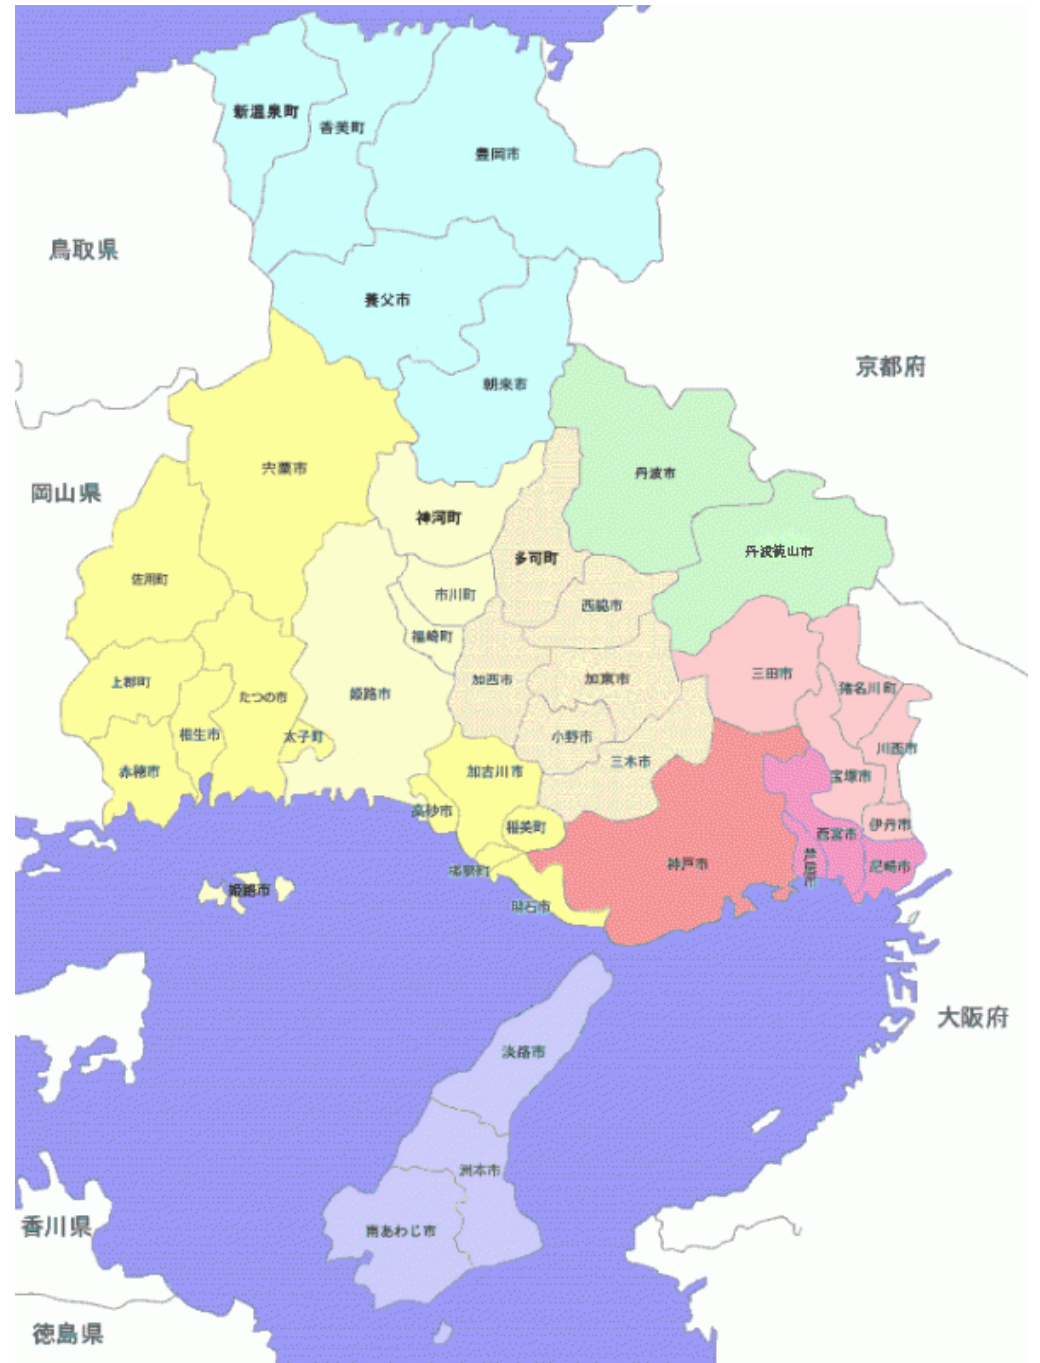 新温泉町
香美町
豊岡市
鳥取県
養父市
京都府
朝来市
宍粟市
丹波市
岡山県
神河町
丹波篠山市
多可町
佐用町
市川町
西脇市
福崎町
三田市
上郡町
加西市
加東市
猪名川町
たつの市
姫路市
相生市
太子町
小野市
川西市
赤穂市
加古川市
三木市
宝塚市
高砂市
稲美町
西宮市
伊丹市
播磨町
神戸市
芦屋市
尼崎市
姫路市
明石市
大阪府
淡路市
洲本市
香川県
南あわじ市
徳島県